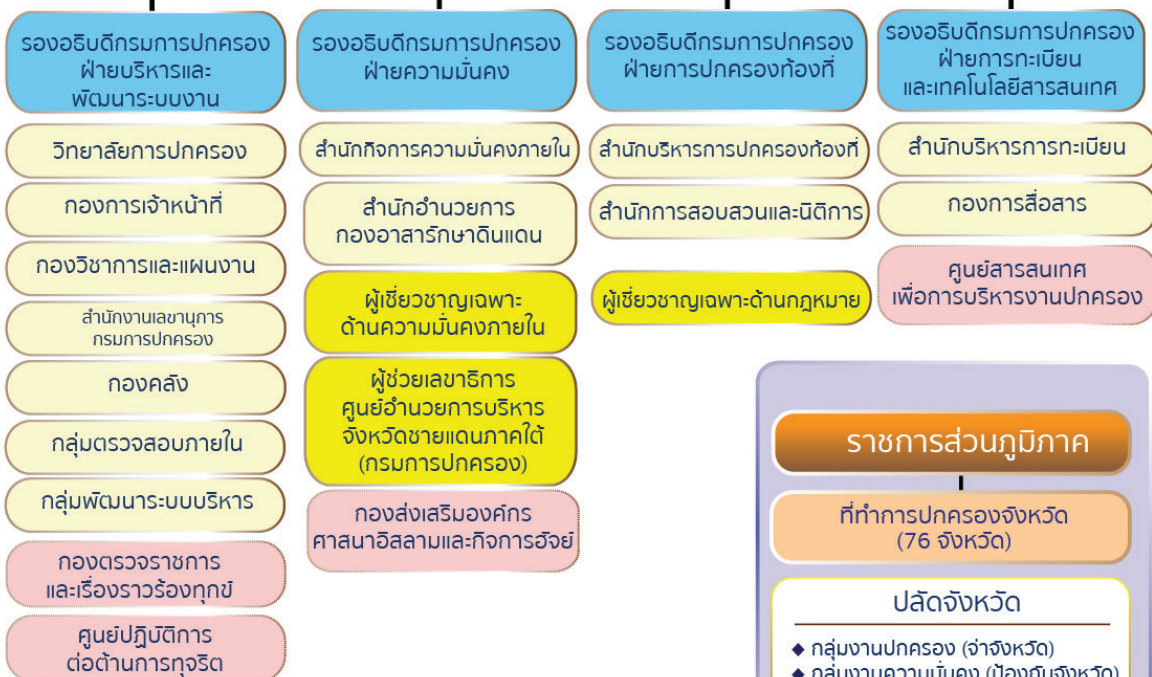 รองอธิบดีกรมการปกครอง
ฝ่ายบริหารและ
พัฒนาระบบงาน
วิทยาลัยการปกครอง
กองการเจ้าหน้าที่
กองวิชาการและแผนงาน
สำนักงานเลขานุการ
กรมการปกครอง
กองคลัง
กลุ่มตรวจสอบภายใน
กลุ่มพัฒนาระบบบริหาร
กองตรวจราชการ
และเรื่องราวร้องทุกข์
ศูนย์ปฏิบัติการ
ต่อต้านการทุจริต
รองอธิบดีกรมการปกครอง
ฝ่ายความมั่นคง
สำนักกิจการความมั่นคงภายใน
สำนักอำนวยการ
กองอาสารักษาดินแดน
ผู้เชี่ยวชาญเฉพาะ
ด้านความมั่นคงภายใน
ผู้ช่วยเลขาธิการ
ศูนย์อำนวยการบริหาร
จังหวัดชายแดนภาคใต้
(กรมการปกครอง)
กองส่งเสริมองค์กร
ศาสนาอิสลามและกิจการฮัจย์
รองอธิบดีกรมการปกครอง
ฝ่ายการปกครองท้องที่
สำนักบริหารการปกครองท้องที่
สำนักการสอบสวนและนิติการ
ผู้เชี่ยวชาญเฉพาะด้านกฎหมาย
รองอธิบดีกรมการปกครอง
ฝ่ายการทะเบียน
และเทคโนโลยีสารสนเทศ
สำนักบริหารการทะเบียน
กองการสื่อสาร
ศูนย์สารสนเทศ
เพื่อการบริหารงานปกครอง
ราชการส่วนภูมิภาค
ที่ทำการปกครองจังหวัด
(76 จังหวัด)
ปลัดจังหวัด
◆ กลุ่มงานปกครอง (จ่าจังหวัด)
◆ กลุ่มงานความมั่นคง (ป้องกันจังหวัด)